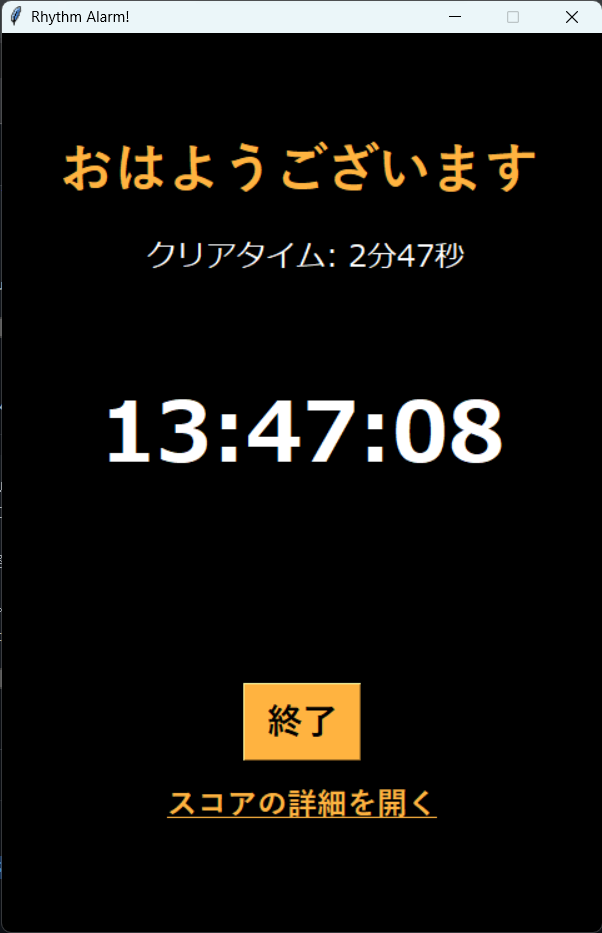 Rhythm Alarm!
おはようございます
クリアタイム: 2分47秒
13:47:08
終了
スコアの詳細を開く